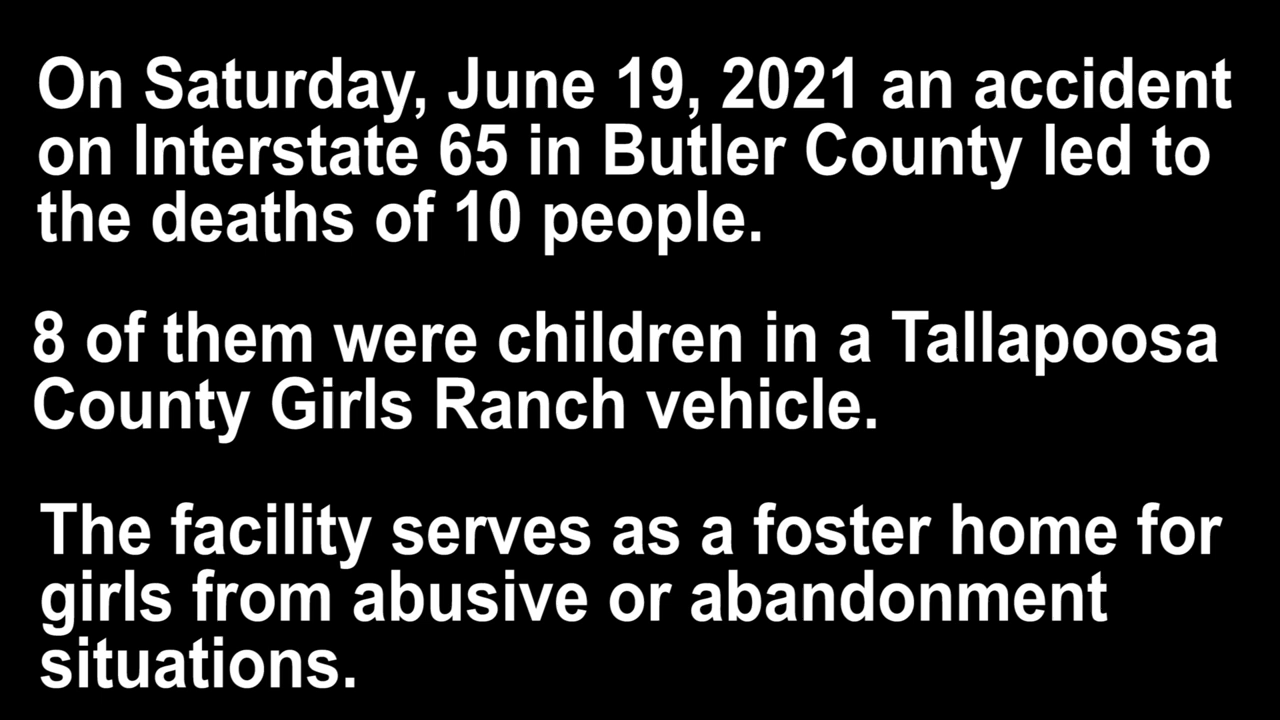 On Saturday, June 19, 2021 an accident
on Interstate 65 in Butler County led to
the deaths of 10 people.
8 of them were children in a Tallapoosa
County Girls Ranch vehicle.
The facility serves as a foster home for
girls from abusive or abandonment
situations.